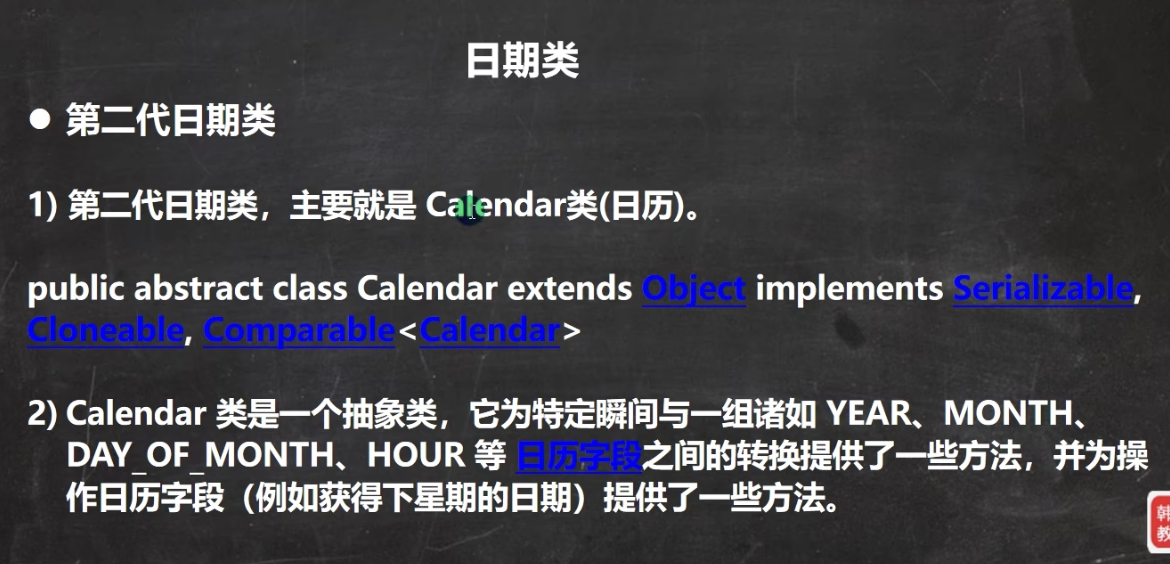 日期类
● 第二代日期类
1) 第二代日期类，主要就是 Calendar类(日历)。
public abstract class Calendar extends Object implements Serializable,
Cloneable, Comparable<Calendar>
2) Calendar 类是一个抽象类，它为特定瞬间与一组诸如 YEAR、MONTH、
DAY_OF_MONTH、HOUR 等 日历字段之间的转换提供了一些方法，并为操
作日历字段（例如获得下星期的日期）提供了一些方法。
韩
教